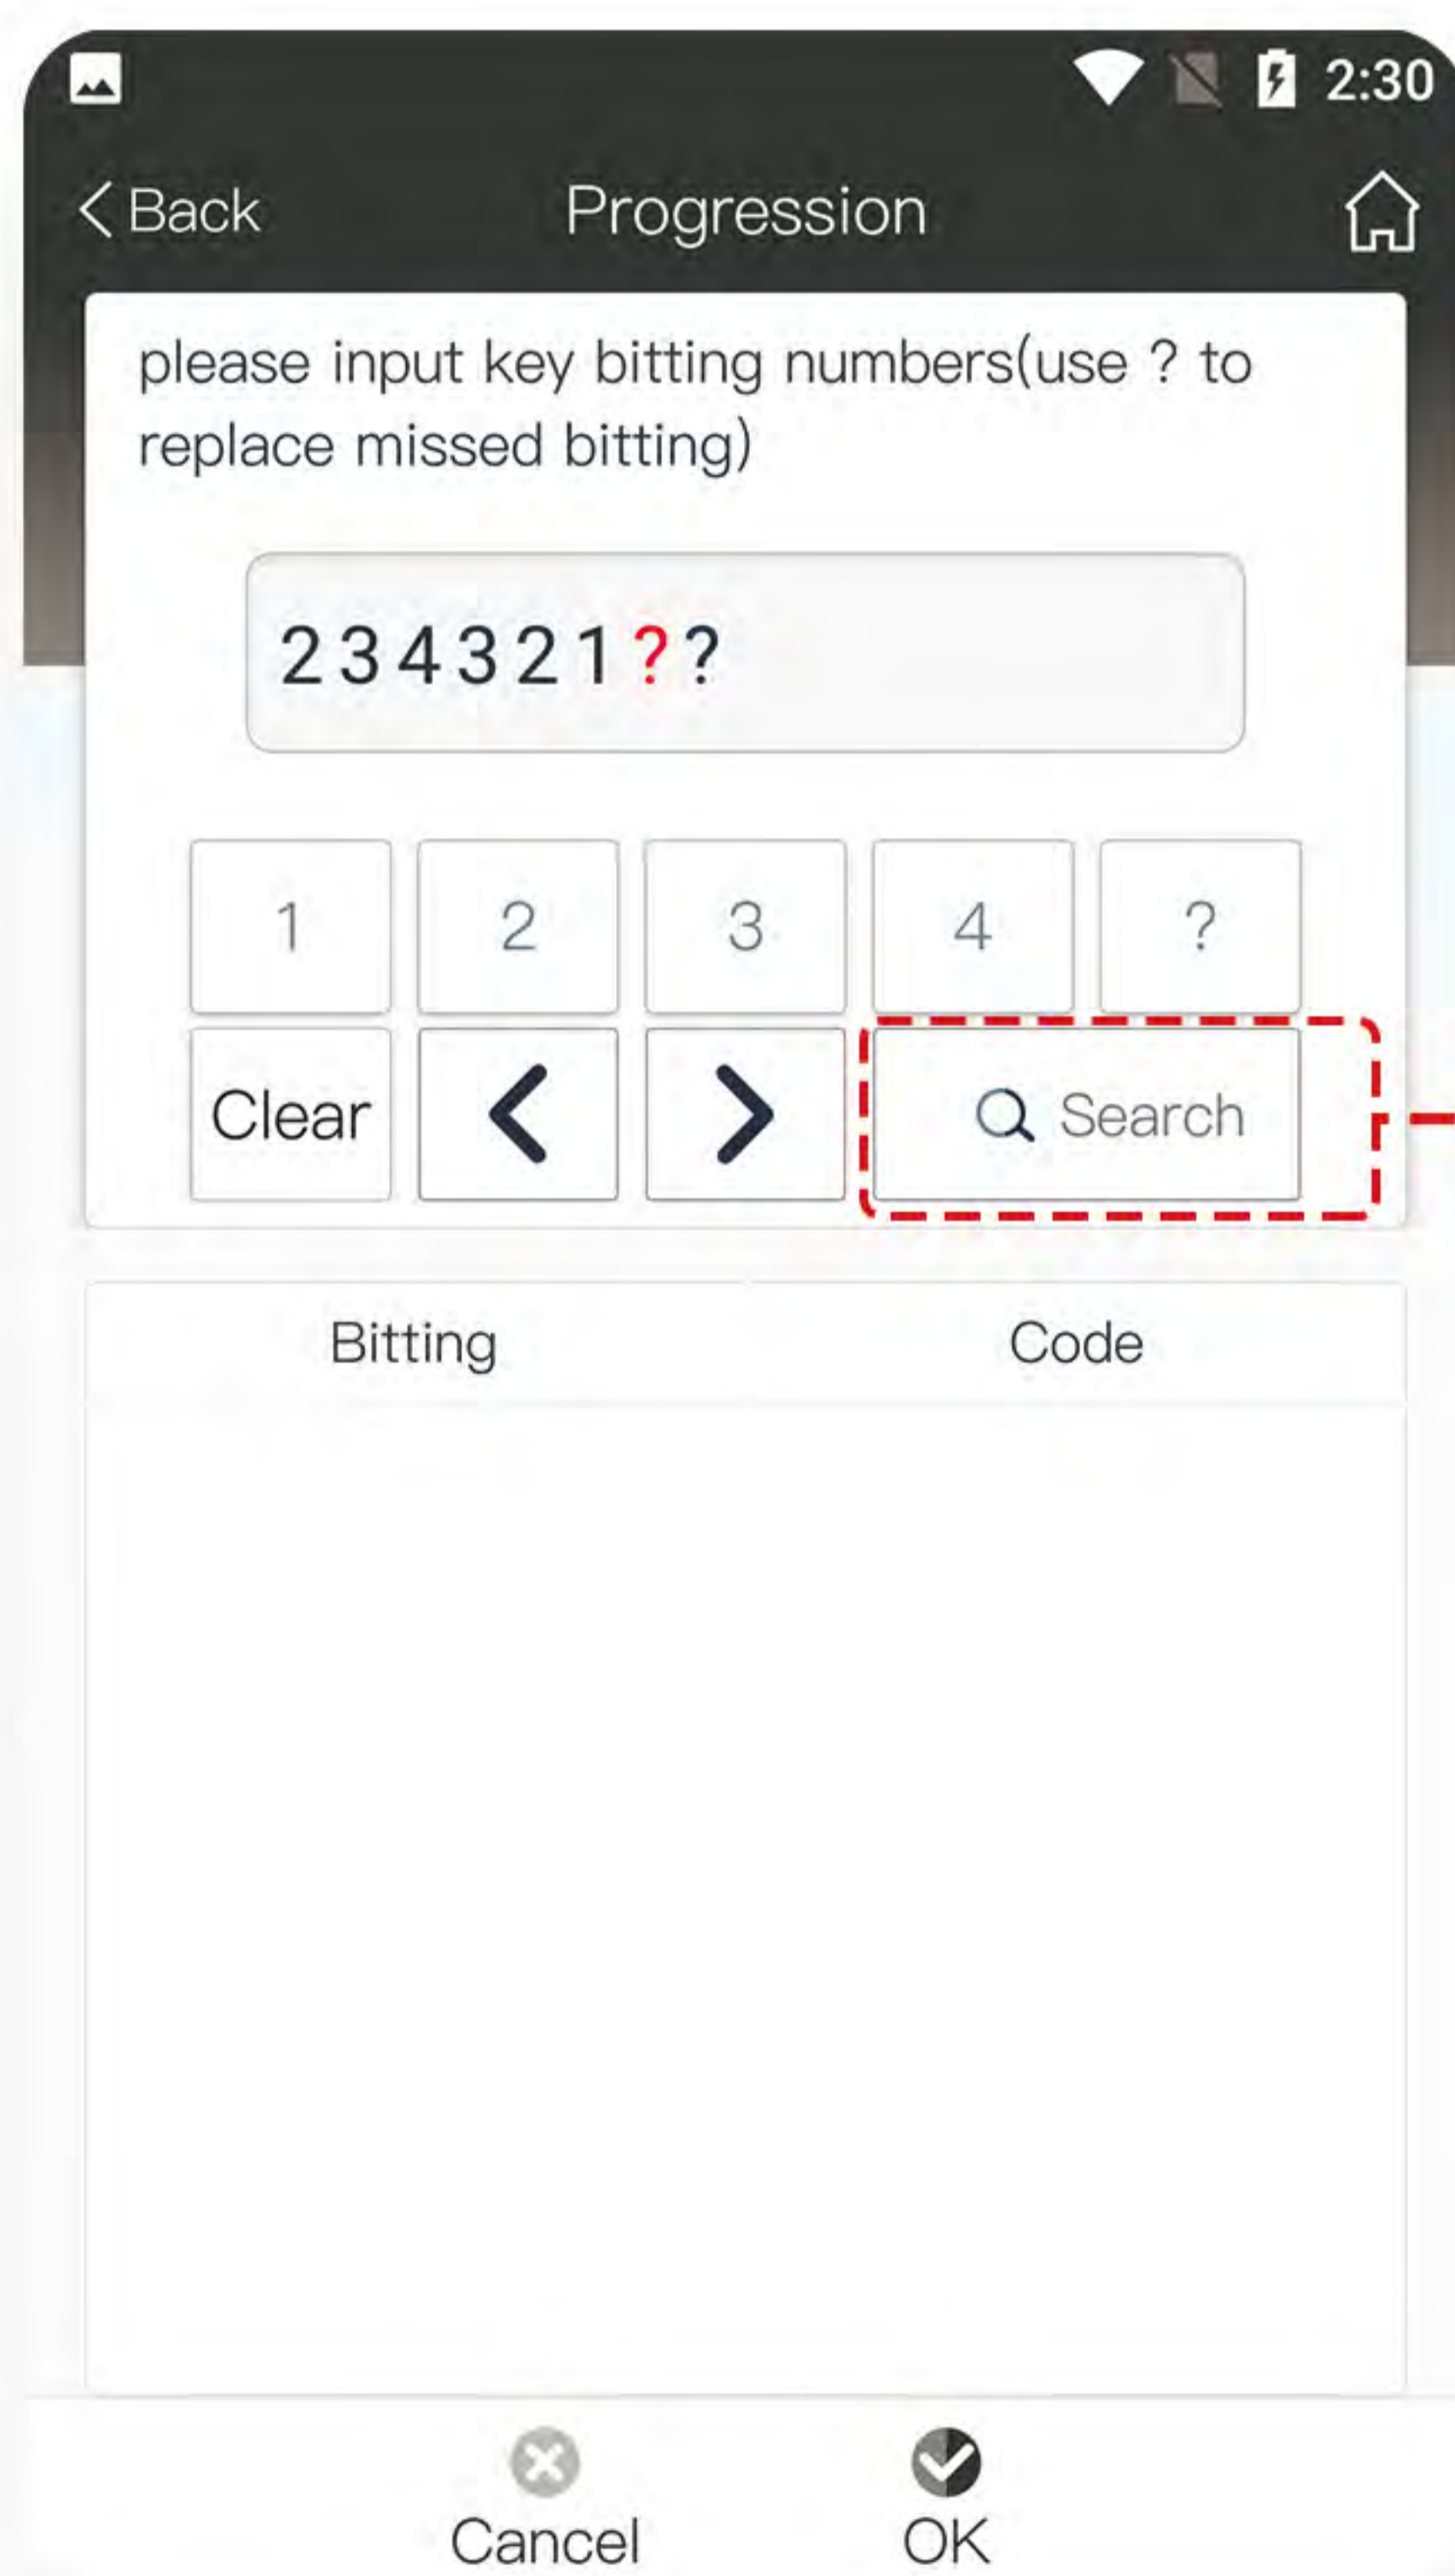 2:30
Back Progression
please input key bitting numbers(use ? to
replace missed bitting)
2 3 4 3 2 1 ? ?
1 2 3 4 ?
Clear < > Search
Bitting Code
Cancel OK